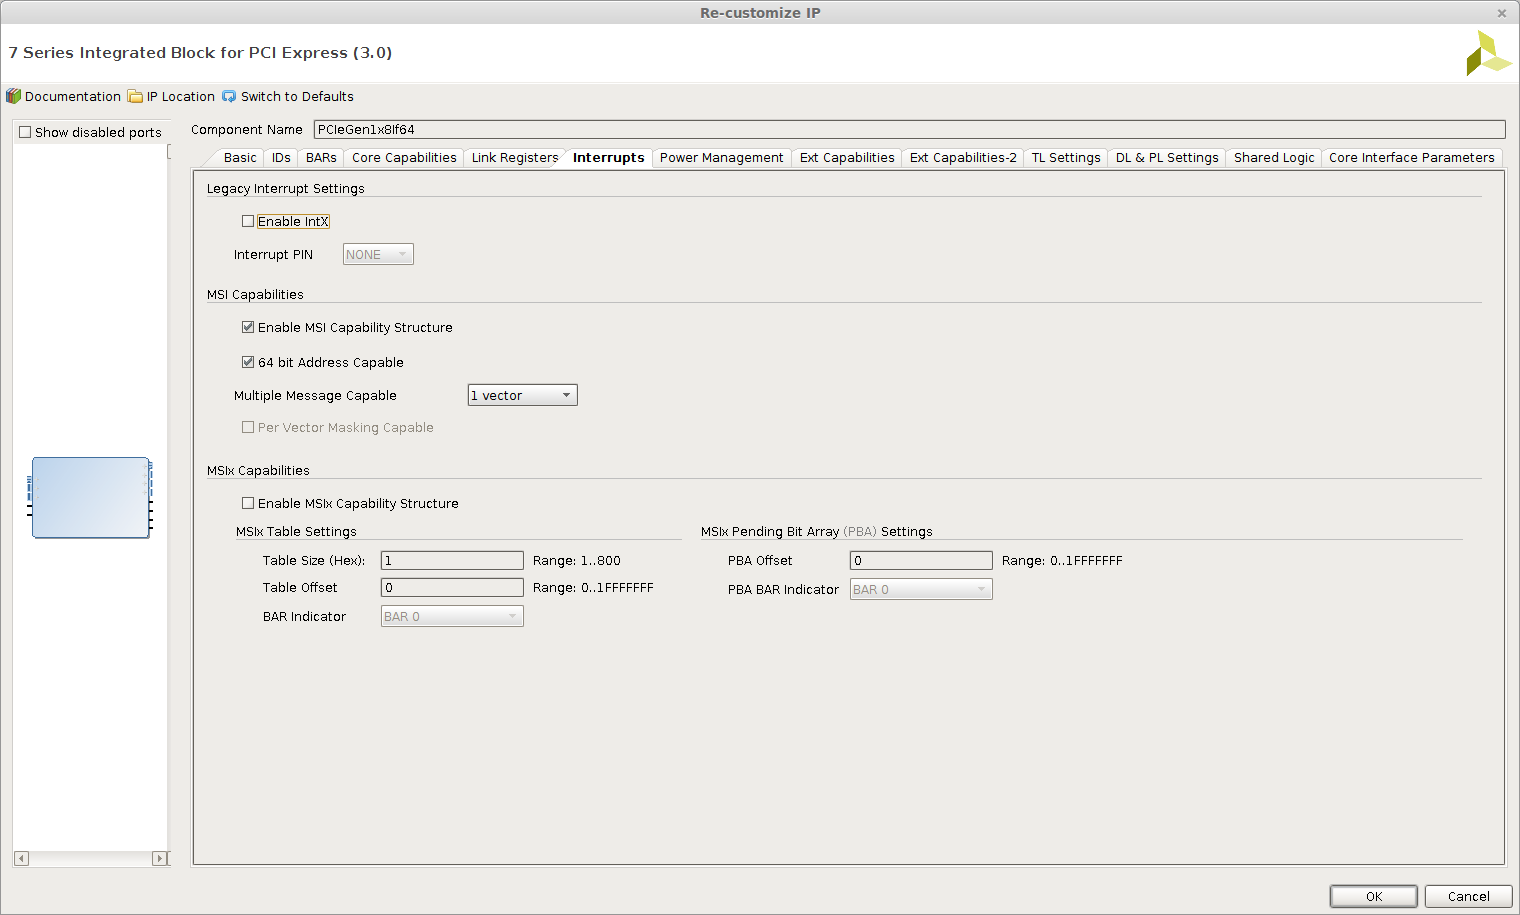 Re-customize IP
7 Series Integrated Block for PCI Express (3.0)
Documentation IP Location Switch to Defaults
Show disabled ports
Component Name PCIeGen1x8If64
Basic IDs BARs Core Capabilities Link Registers Interrupts Power Management Ext Capabilities Ext Capabilities-2 TL Settings DL & PL Settings Shared Logic Core Interface Parameters
Legacy Interrupt Settings
Enable IntX
Interrupt PIN NONE
MSI Capabilities
Enable MSI Capability Structure
64 bit Address Capable
Multiple Message Capable 1 vector
Per Vector Masking Capable
MSIx Capabilities
Enable MSIx Capability Structure
MSIx Table Settings
Table Size (Hex): 1 Range: 1..800
Table Offset 0 Range: 0..1FFFFFFF
BAR Indicator BAR 0
MSIx Pending Bit Array (PBA) Settings
PBA Offset 0 Range: 0..1FFFFFFF
PBA BAR Indicator BAR 0
OK Cancel